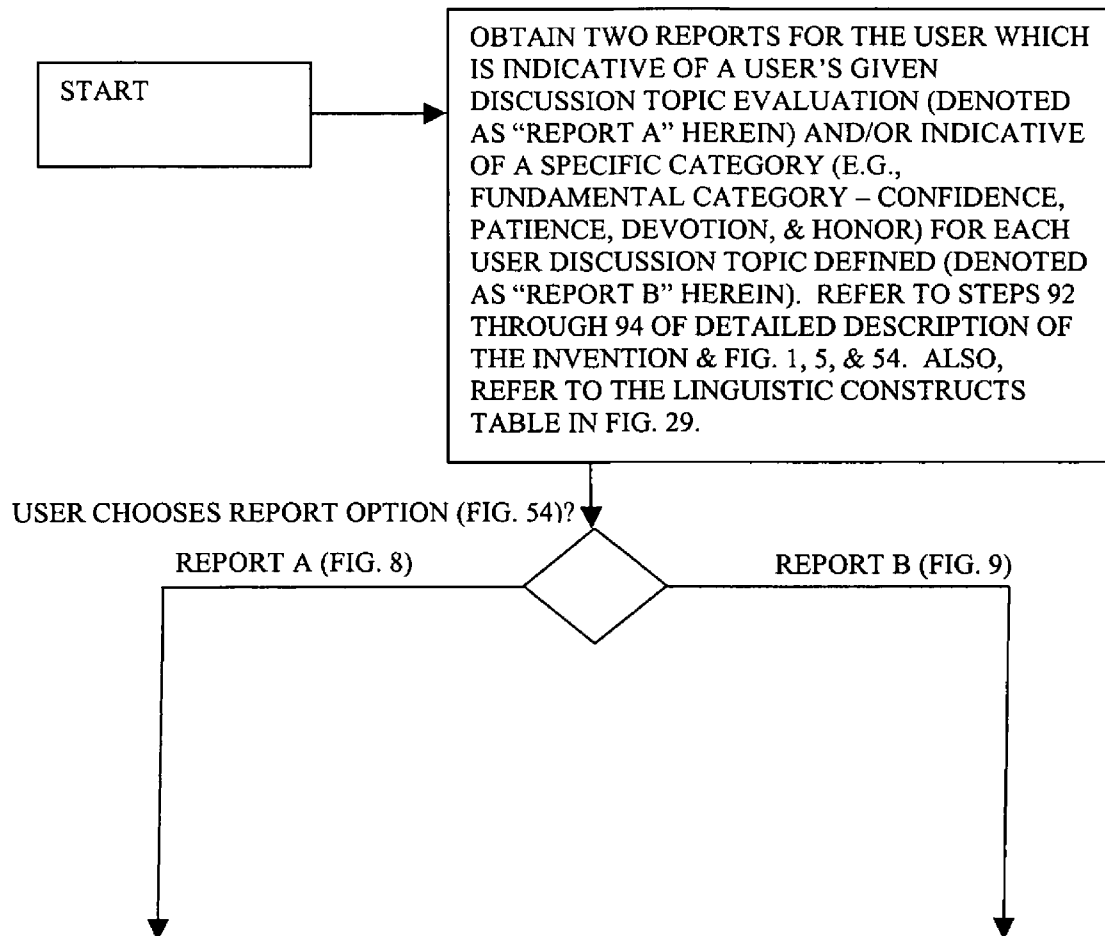 START
OBTAIN TWO REPORTS FOR THE USER WHICH
IS INDICATIVE OF A USER'S GIVEN
DISCUSSION TOPIC EVALUATION (DENOTED
AS “REPORT A” HEREIN) AND/OR INDICATIVE
OF A SPECIFIC CATEGORY (E.G.,
FUNDAMENTAL CATEGORY – CONFIDENCE,
PATIENCE, DEVOTION, & HONOR) FOR EACH
USER DISCUSSION TOPIC DEFINED (DENOTED
AS “REPORT B” HEREIN). REFER TO STEPS 92
THROUGH 94 OF DETAILED DESCRIPTION OF
THE INVENTION & FIG. 1, 5, & 54. ALSO,
REFER TO THE LINGUISTIC CONSTRUCTS
TABLE IN FIG. 29.
USER CHOOSES REPORT OPTION (FIG. 54)?
REPORT A (FIG. 8)
REPORT B (FIG. 9)